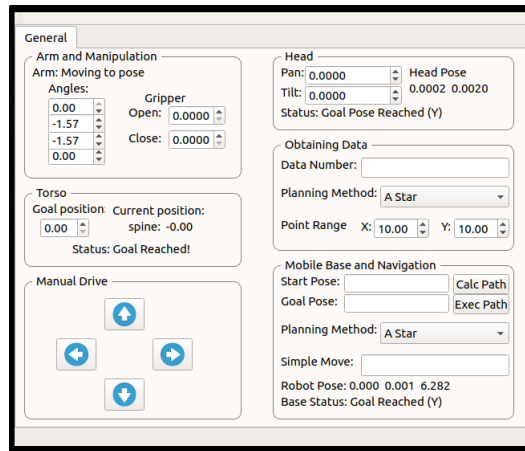 General
Arm and Manipulation
Arm: Moving to pose
Angles:
0.00
-1.57
-1.57
0.00
Gripper
Open: 0.0000
Close: 0.0000
Torso
Goal position: Current position:
0.00 spine: -0.00
Status: Goal Reached!
Manual Drive
Head
Pan: 0.0000 Head Pose
Tilt: 0.0000 0.0002 0.0020
Status: Goal Pose Reached (Y)
Obtaining Data
Data Number:
Planning Method: A Star
Point Range X: 10.00 Y: 10.00
Mobile Base and Navigation
Start Pose: Calc Path
Goal Pose: Exec Path
Planning Method: A Star
Simple Move:
Robot Pose: 0.000 0.001 6.282
Base Status: Goal Reached (Y)